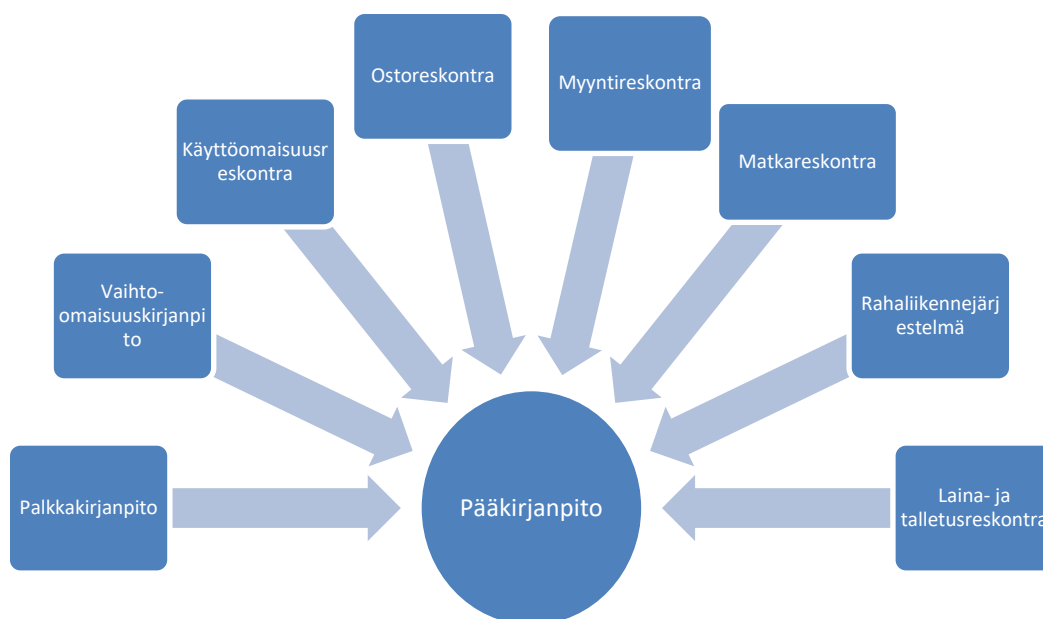 Ostoreskontra
Myyntireskontra
Käyttöomaisuusr
eskontra
Matkareskontra
Vaihto-
omaisuuskirjanpi
to
Rahaliikennejärj
estelmä
Palkkakirjanpito
Pääkirjanpito
Laina- ja
talletusreskontra